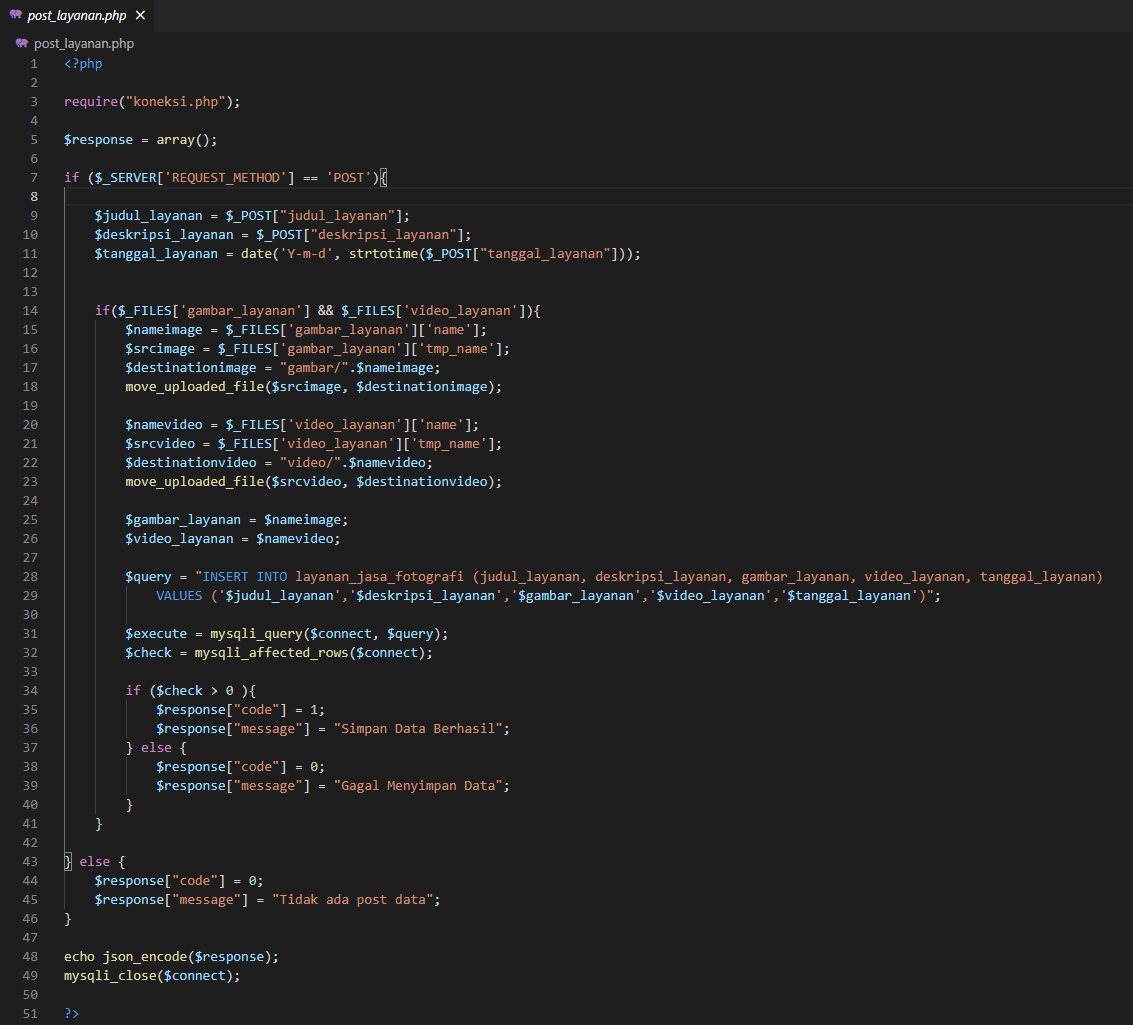 post_layanan.php ×
post_layanan.php
1 <?php
2
3 require("koneksi.php");
4
5 $response = array();
6
7 if ($_SERVER['REQUEST_METHOD'] == 'POST'){
8
9     $judul_layanan = $_POST["judul_layanan"];
10     $deskripsi_layanan = $_POST["deskripsi_layanan"];
11     $tanggal_layanan = date('Y-m-d', strtotime($_POST["tanggal_layanan"]));
12
13
14     if($_FILES['gambar_layanan'] && $_FILES['video_layanan']){
15         $nameimage = $_FILES['gambar_layanan']['name'];
16         $srcimage = $_FILES['gambar_layanan']['tmp_name'];
17         $destinationimage = "gambar/".$nameimage;
18         move_uploaded_file($srcimage, $destinationimage);
19
20         $namevideo = $_FILES['video_layanan']['name'];
21         $srcvideo = $_FILES['video_layanan']['tmp_name'];
22         $destinationvideo = "video/".$namevideo;
23         move_uploaded_file($srcvideo, $destinationvideo);
24
25         $gambar_layanan = $nameimage;
26         $video_layanan = $namevideo;
27
28         $query = "INSERT INTO layanan_jasa_fotografi (judul_layanan, deskripsi_layanan, gambar_layanan, video_layanan, tanggal_layanan)
29             VALUES ('$judul_layanan','$deskripsi_layanan','$gambar_layanan','$video_layanan','$tanggal_layanan')";
30
31         $execute = mysqli_query($connect, $query);
32         $check = mysqli_affected_rows($connect);
33
34         if ($check > 0 ){
35             $response["code"] = 1;
36             $response["message"] = "Simpan Data Berhasil";
37         } else {
38             $response["code"] = 0;
39             $response["message"] = "Gagal Menyimpan Data";
40         }
41     }
42
43 } else {
44     $response["code"] = 0;
45     $response["message"] = "Tidak ada post data";
46 }
47
48 echo json_encode($response);
49 mysqli_close($connect);
50
51 ?>